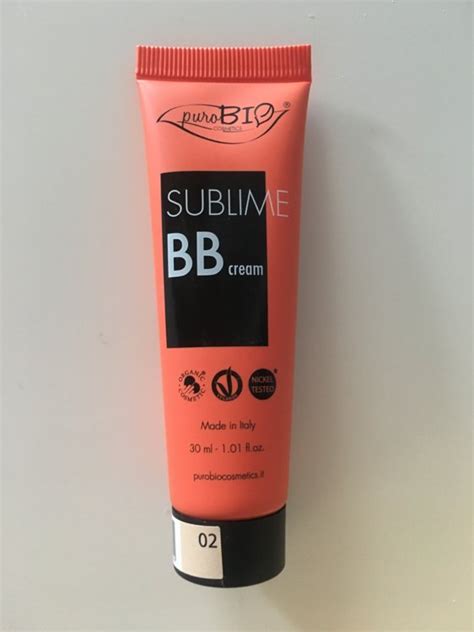 puroBIO®
COSMETICS
SUBLIME
BB cream
ORGANIC COSMETIC
NICKEL TESTED
Made in Italy
30 ml - 1.01 fl.oz.
purobiocosmetics.it
02